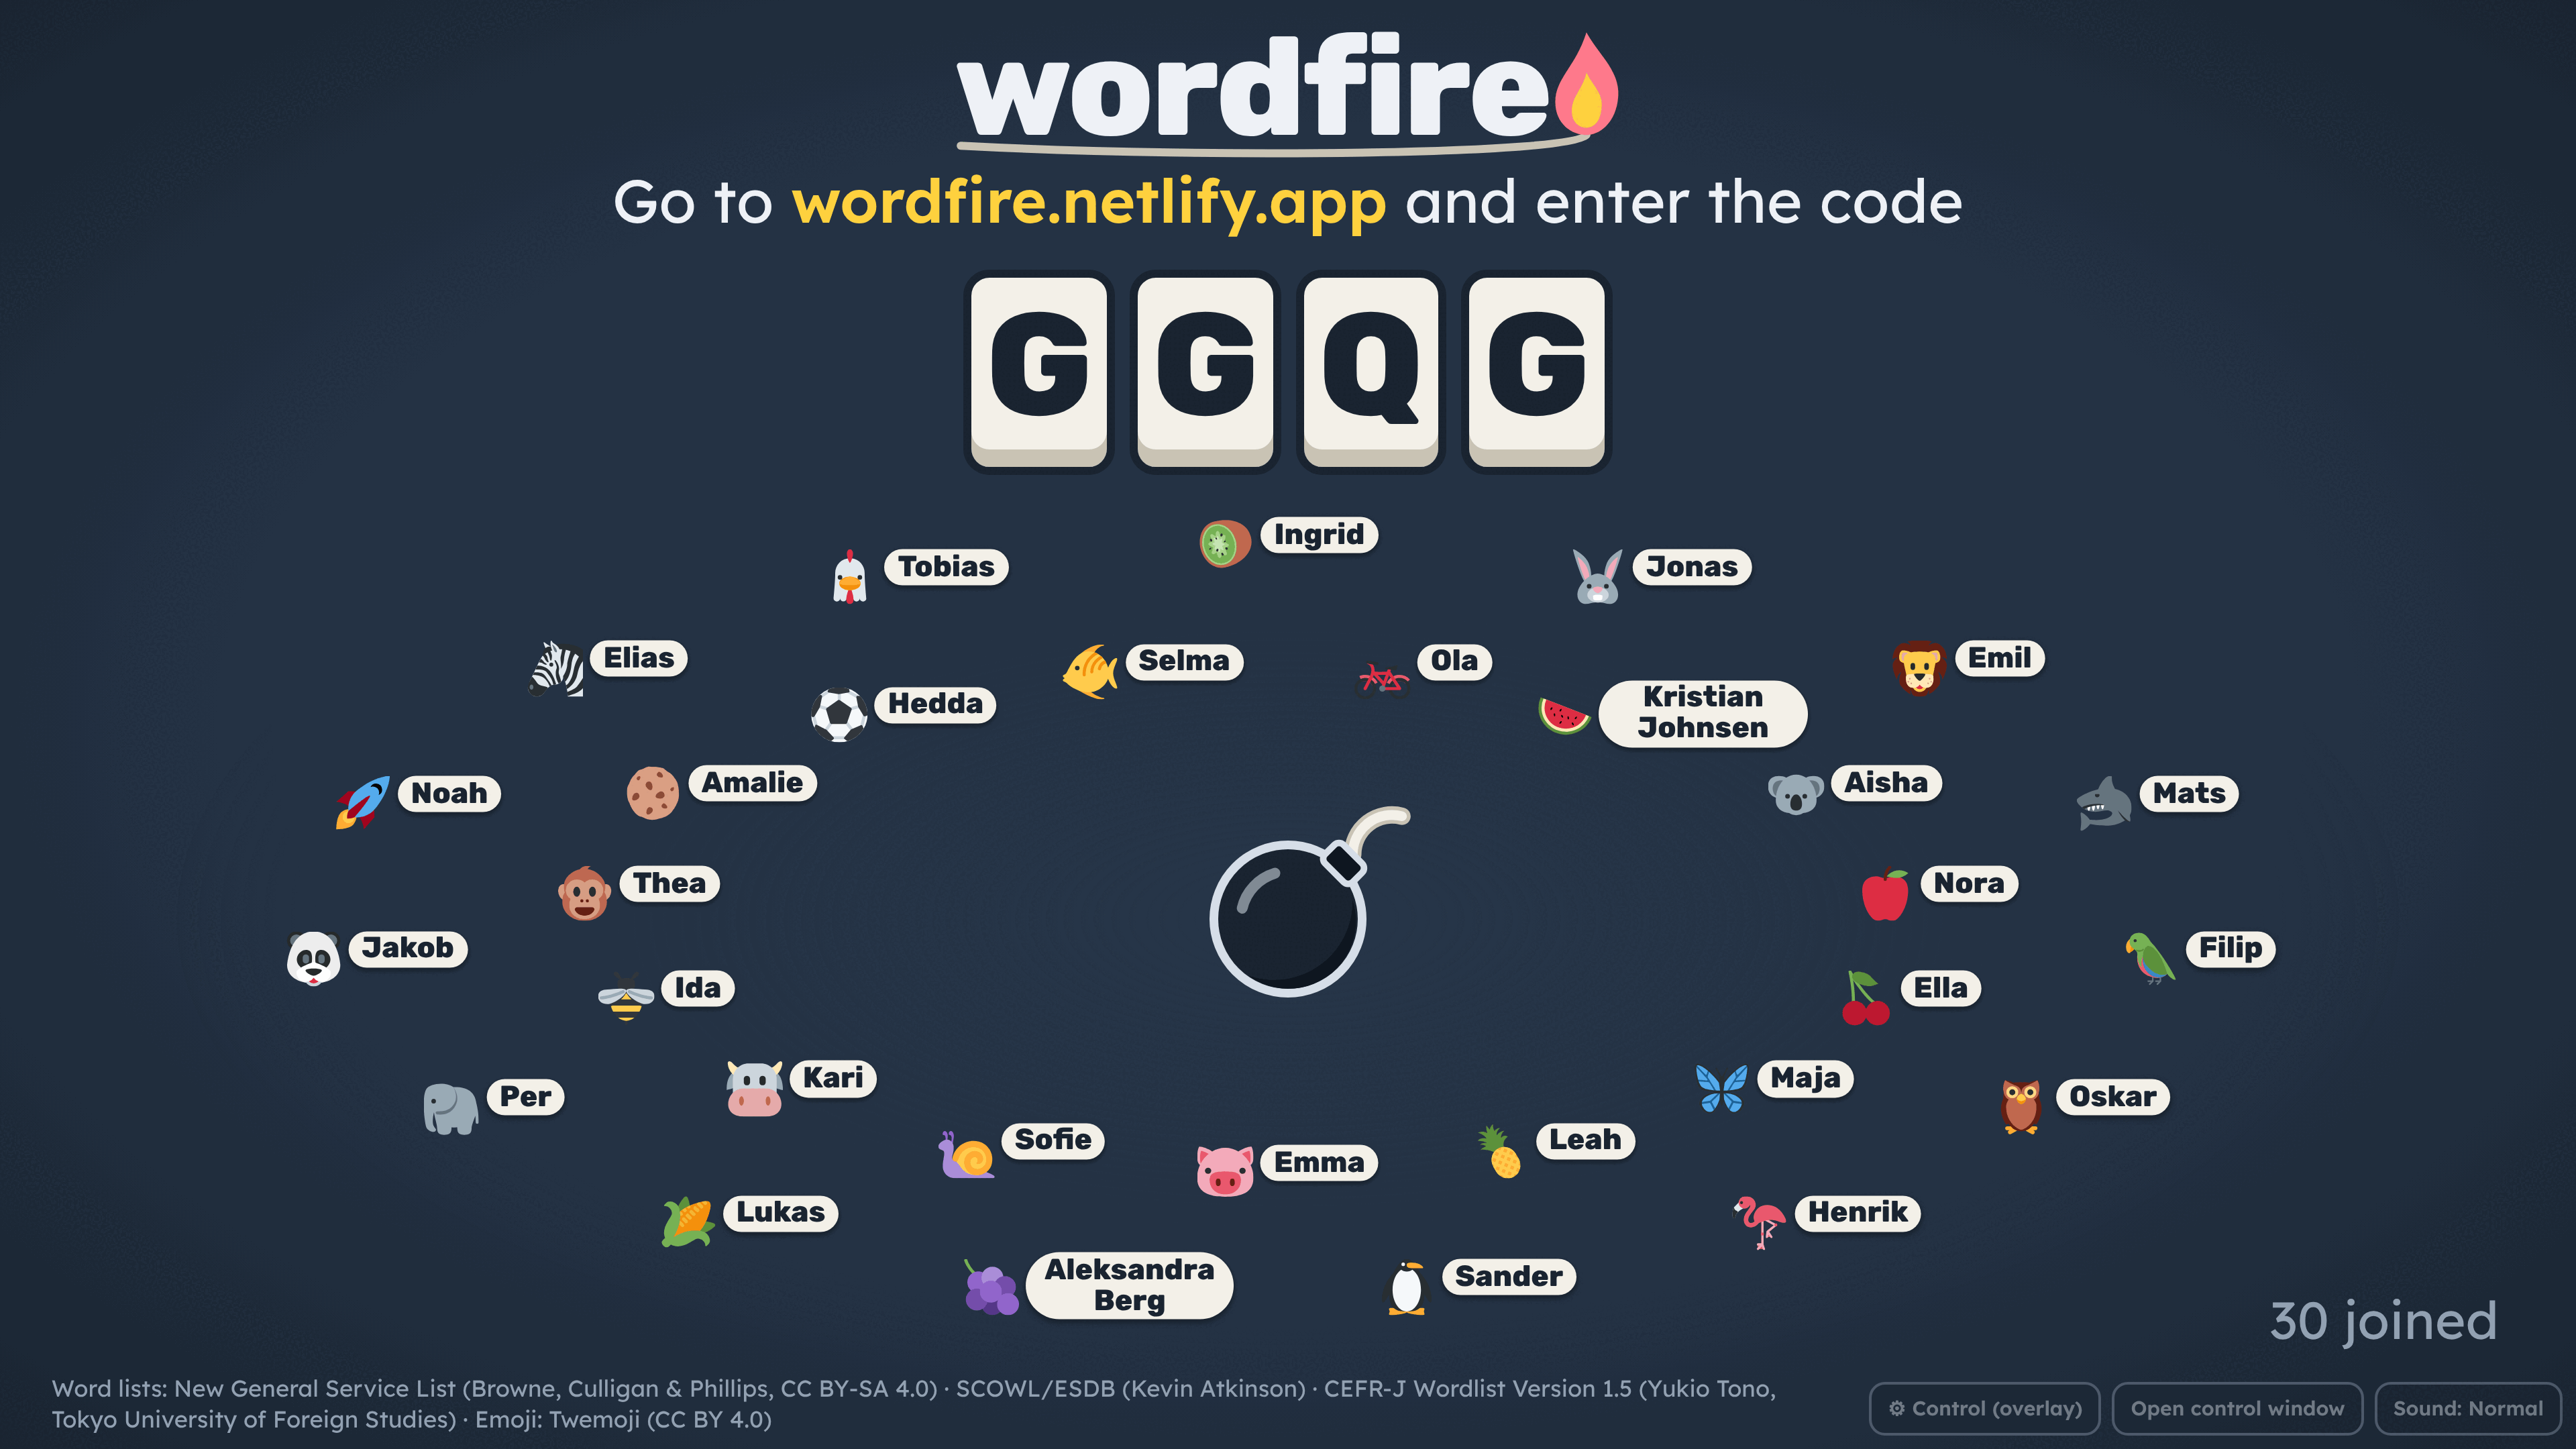 wordfire
Go to wordfire.netlify.app and enter the code
G G Q G
Ingrid
Tobias
Jonas
Elias
Selma
Ola
Emil
Hedda
Kristian
Johnsen
Noah
Amalie
Aisha
Mats
Thea
Nora
Jakob
Filip
Ida
Ella
Per
Kari
Maja
Oskar
Sofie
Emma
Leah
Lukas
Henrik
Aleksandra
Berg
Sander
30 joined
Word lists: New General Service List (Browne, Culligan & Phillips, CC BY-SA 4.0) · SCOWL/ESDB (Kevin Atkinson) · CEFR-J Wordlist Version 1.5 (Yukio Tono,
Tokyo University of Foreign Studies) · Emoji: Twemoji (CC BY 4.0)
⚙ Control (overlay)
Open control window
Sound: Normal